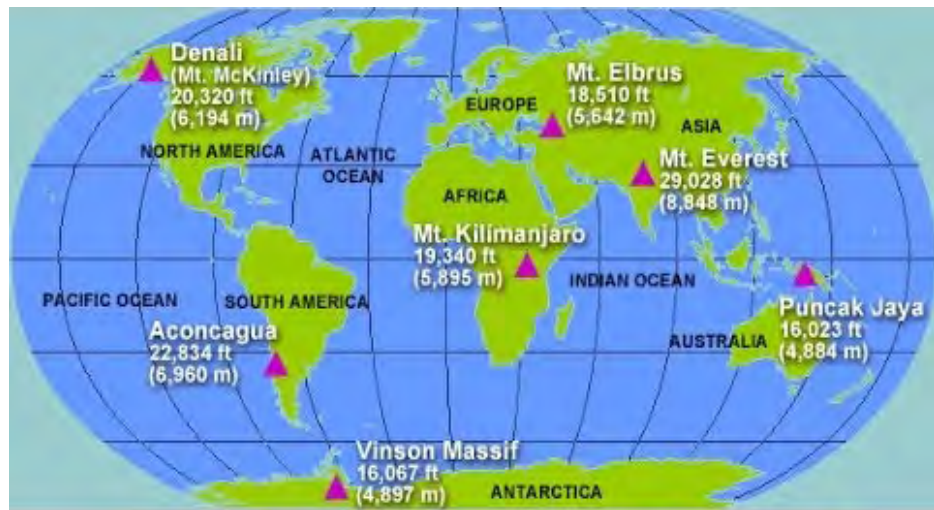 Denali
(Mt. McKinley)
20,320 ft
(6,194 m)
Mt. Elbrus
18,510 ft
(5,642 m)
EUROPE
ASIA
NORTH AMERICA
ATLANTIC
OCEAN
Mt. Everest
29,028 ft
(8,848 m)
AFRICA
Mt. Kilimanjaro
19,340 ft
(5,895 m)
INDIAN OCEAN
PACIFIC OCEAN
SOUTH AMERICA
Puncak Jaya
16,023 ft
(4,884 m)
Aconcagua
22,834 ft
(6,960 m)
AUSTRALIA
Vinson Massif
16,067 ft
(4,897 m)
ANTARCTICA